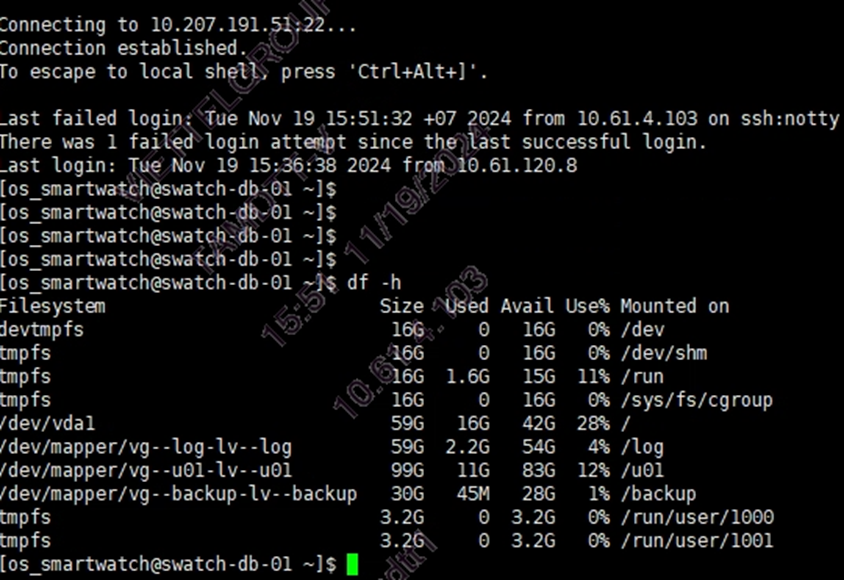 Connecting to 10.207.191.51:22...
Connection established.
To escape to local shell, press 'Ctrl+Alt+]'.
Last failed login: Tue Nov 19 15:51:32 +07 2024 from 10.61.4.103 on ssh:notty
There was 1 failed login attempt since the last successful login.
Last login: Tue Nov 19 15:36:38 2024 from 10.61.120.8
[os_smartwatch@swatch-db-01 ~]$
[os_smartwatch@swatch-db-01 ~]$
[os_smartwatch@swatch-db-01 ~]$
[os_smartwatch@swatch-db-01 ~]$
[os_smartwatch@swatch-db-01 ~]$ df -h
Filesystem Size Used Avail Use% Mounted on
devtmpfs 16G 0 16G 0% /dev
tmpfs 16G 0 16G 0% /dev/shm
tmpfs 16G 1.6G 15G 11% /run
tmpfs 16G 0 16G 0% /sys/fs/cgroup
/dev/vda1 59G 16G 42G 28% /
/dev/mapper/vg--log-lv--log 59G 2.2G 54G 4% /log
/dev/mapper/vg--u01-lv--u01 99G 11G 83G 12% /u01
/dev/mapper/vg--backup-lv--backup 30G 45M 28G 1% /backup
tmpfs 3.2G 0 3.2G 0% /run/user/1000
tmpfs 3.2G 0 3.2G 0% /run/user/1001
[os_smartwatch@swatch-db-01 ~]$
VIETTELGROUP
15:51 11/19/2024
10.61.4.103